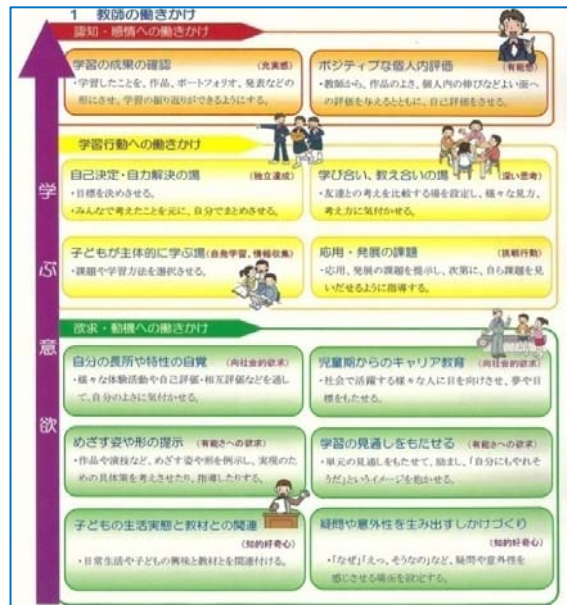 1 教師の働きかけ
認知・感情への働きかけ
学習の成果の確認 (充実感)
・学習したことを、作品、ポートフォリオ、発表などの
形にさせ、学習の振り返りができるようにする。
ポジティブな個人内評価 (有能感)
・教師から、作品のよさ、個人内の伸びなどよい面へ
の評価を与えるとともに、自己評価をさせる。
学習行動への働きかけ
自己決定・自力解決の場 (独立達成)
・目標を決めさせる。
・みんなで考えたことを元に、自分でまとめさせる。
学び合い、教え合いの場 (深い思考)
・友達との考えを比較する場を設定し、様々な見方、
考え方に気付かせる。
子どもが主体的に学ぶ場 (自発学習、情報収集)
・課題や学習方法を選択させる。
応用・発展の課題 (挑戦行動)
・応用、発展の課題を提示し、次第に、自ら課題を見
いだせるように指導する。
欲求・動機への働きかけ
自分の長所や特性の自覚 (向社会的欲求)
・様々な体験活動や自己評価・相互評価などを通し
て、自分のよさに気付かせる。
児童期からのキャリア教育 (向社会的欲求)
・社会で活躍する様々な人に目を向けさせ、夢や目
標をもたせる。
めざす姿や形の提示 (有能さへの欲求)
・作品や演技など、めざす姿や形を例示し、実現のた
めの具体策を考えさせたり、指導したりする。
学習の見通しをもたせる (有能さへの欲求)
・単元の見通しをもたせて、励まし、「自分にもやれそ
うだ」というイメージを抱かせる。
子どもの生活実態と教材との関連
(知的好奇心)
・日常生活や子どもの興味と教材とを関連付ける。
疑問や意外性を生み出すしかけづくり
(知的好奇心)
・「なぜ」「えっ、そうなの」など、疑問や意外性を
感じさせる場面を設定する。
学ぶ意欲